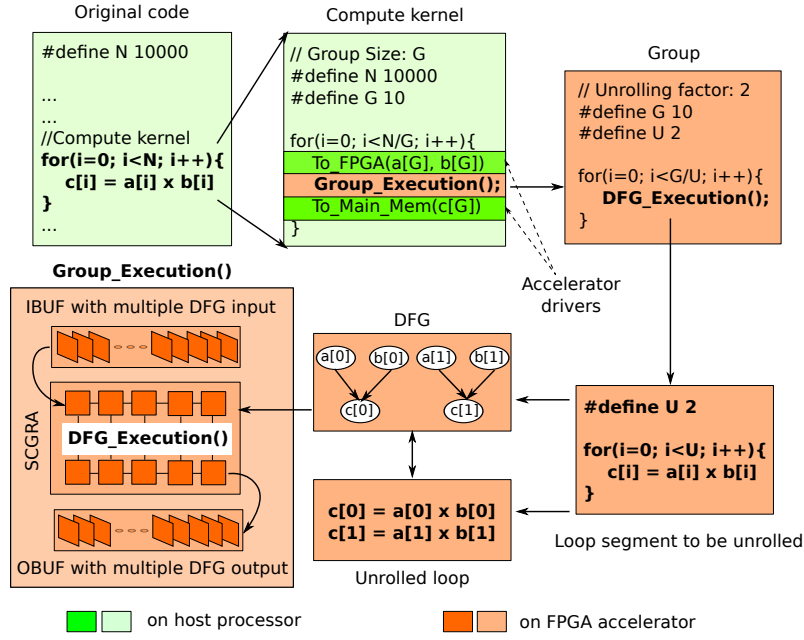 Original code
#define N 10000
...
...
//Compute kernel
for(i=0; i<N; i++){
c[i] = a[i] x b[i]
}
...
Compute kernel
// Group Size: G
#define N 10000
#define G 10
for(i=0; i<N/G; i++){
To_FPGA(a[G], b[G])
Group_Execution();
To_Main_Mem(c[G])
}
Group
// Unrolling factor: 2
#define G 10
#define U 2
for(i=0; i<G/U; i++){
DFG_Execution();
}
Accelerator
drivers
Group_Execution()
IBUF with multiple DFG input
SCGRA
DFG_Execution()
OBUF with multiple DFG output
DFG
a[0]
b[0]
a[1]
b[1]
c[0]
c[1]
c[0] = a[0] x b[0]
c[1] = a[1] x b[1]
Unrolled loop
#define U 2
for(i=0; i<U; i++){
c[i] = a[i] x b[i]
}
Loop segment to be unrolled
on host processor
on FPGA accelerator